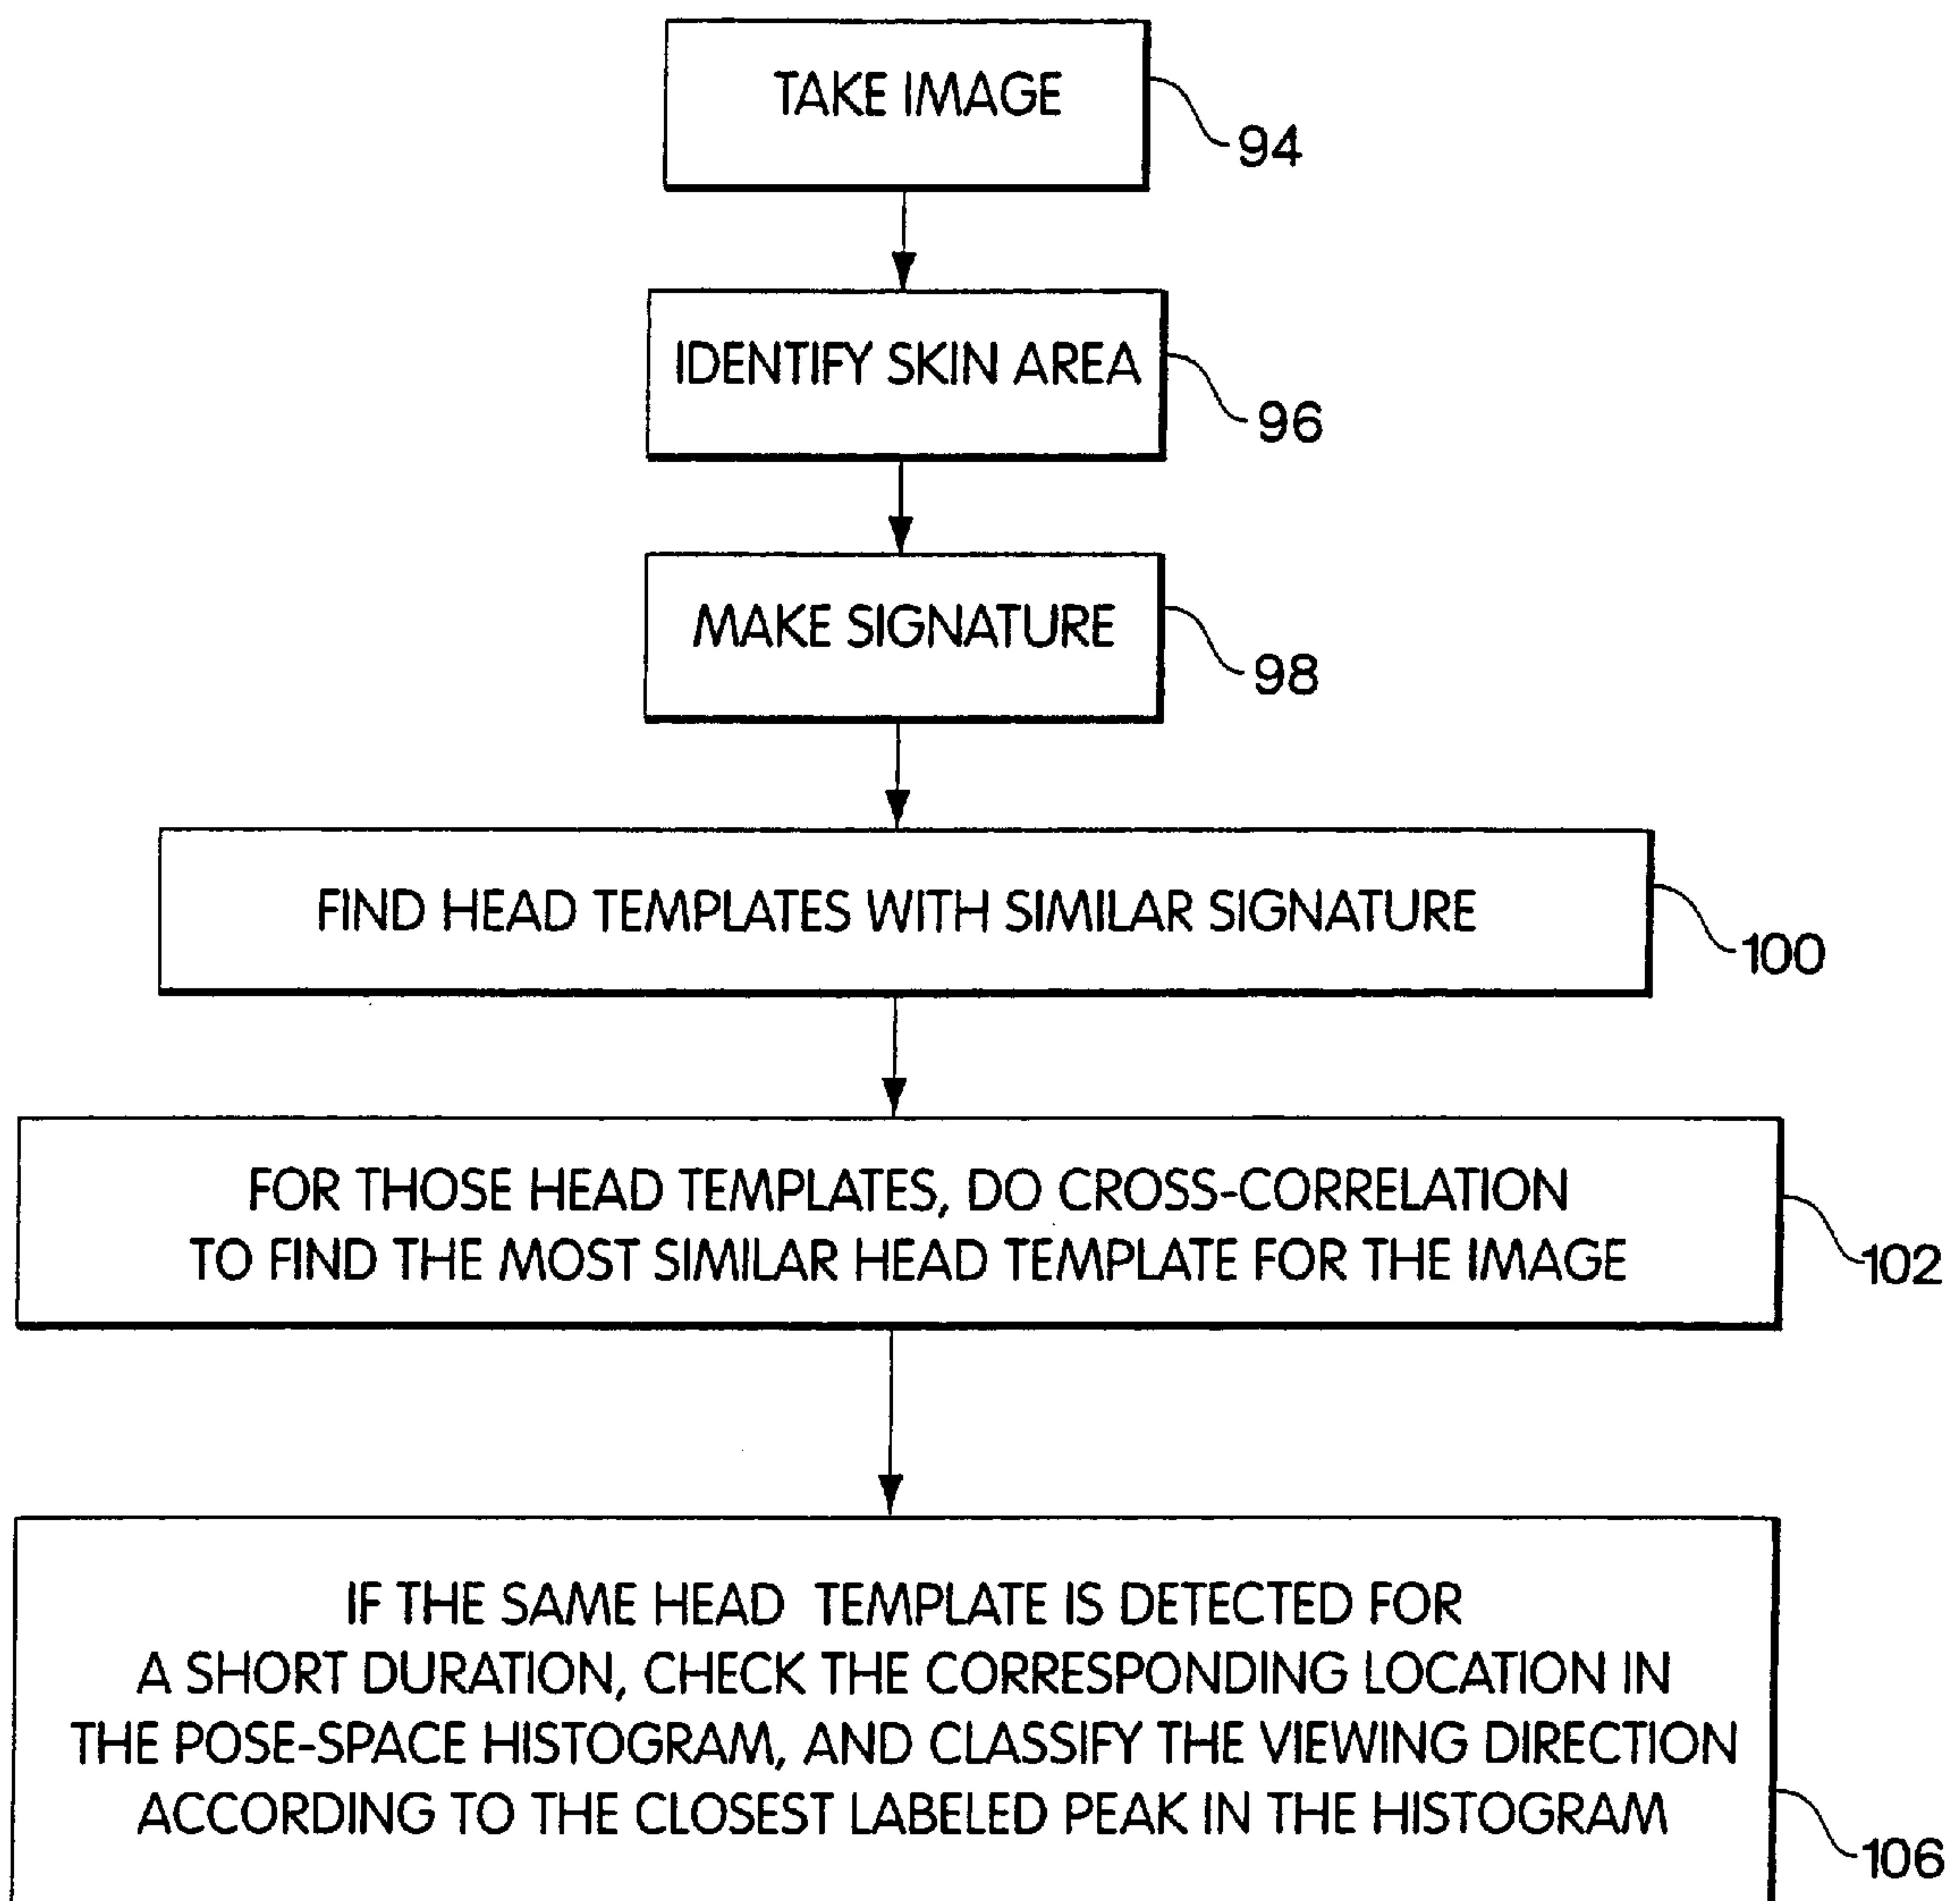 TAKE IMAGE
94
IDENTIFY SKIN AREA
96
MAKE SIGNATURE
98
FIND HEAD TEMPLATES WITH SIMILAR SIGNATURE
100
FOR THOSE HEAD TEMPLATES, DO CROSS-CORRELATION
TO FIND THE MOST SIMILAR HEAD TEMPLATE FOR THE IMAGE
102
IF THE SAME HEAD TEMPLATE IS DETECTED FOR
A SHORT DURATION, CHECK THE CORRESPONDING LOCATION IN
THE POSE-SPACE HISTOGRAM, AND CLASSIFY THE VIEWING DIRECTION
ACCORDING TO THE CLOSEST LABELED PEAK IN THE HISTOGRAM
106